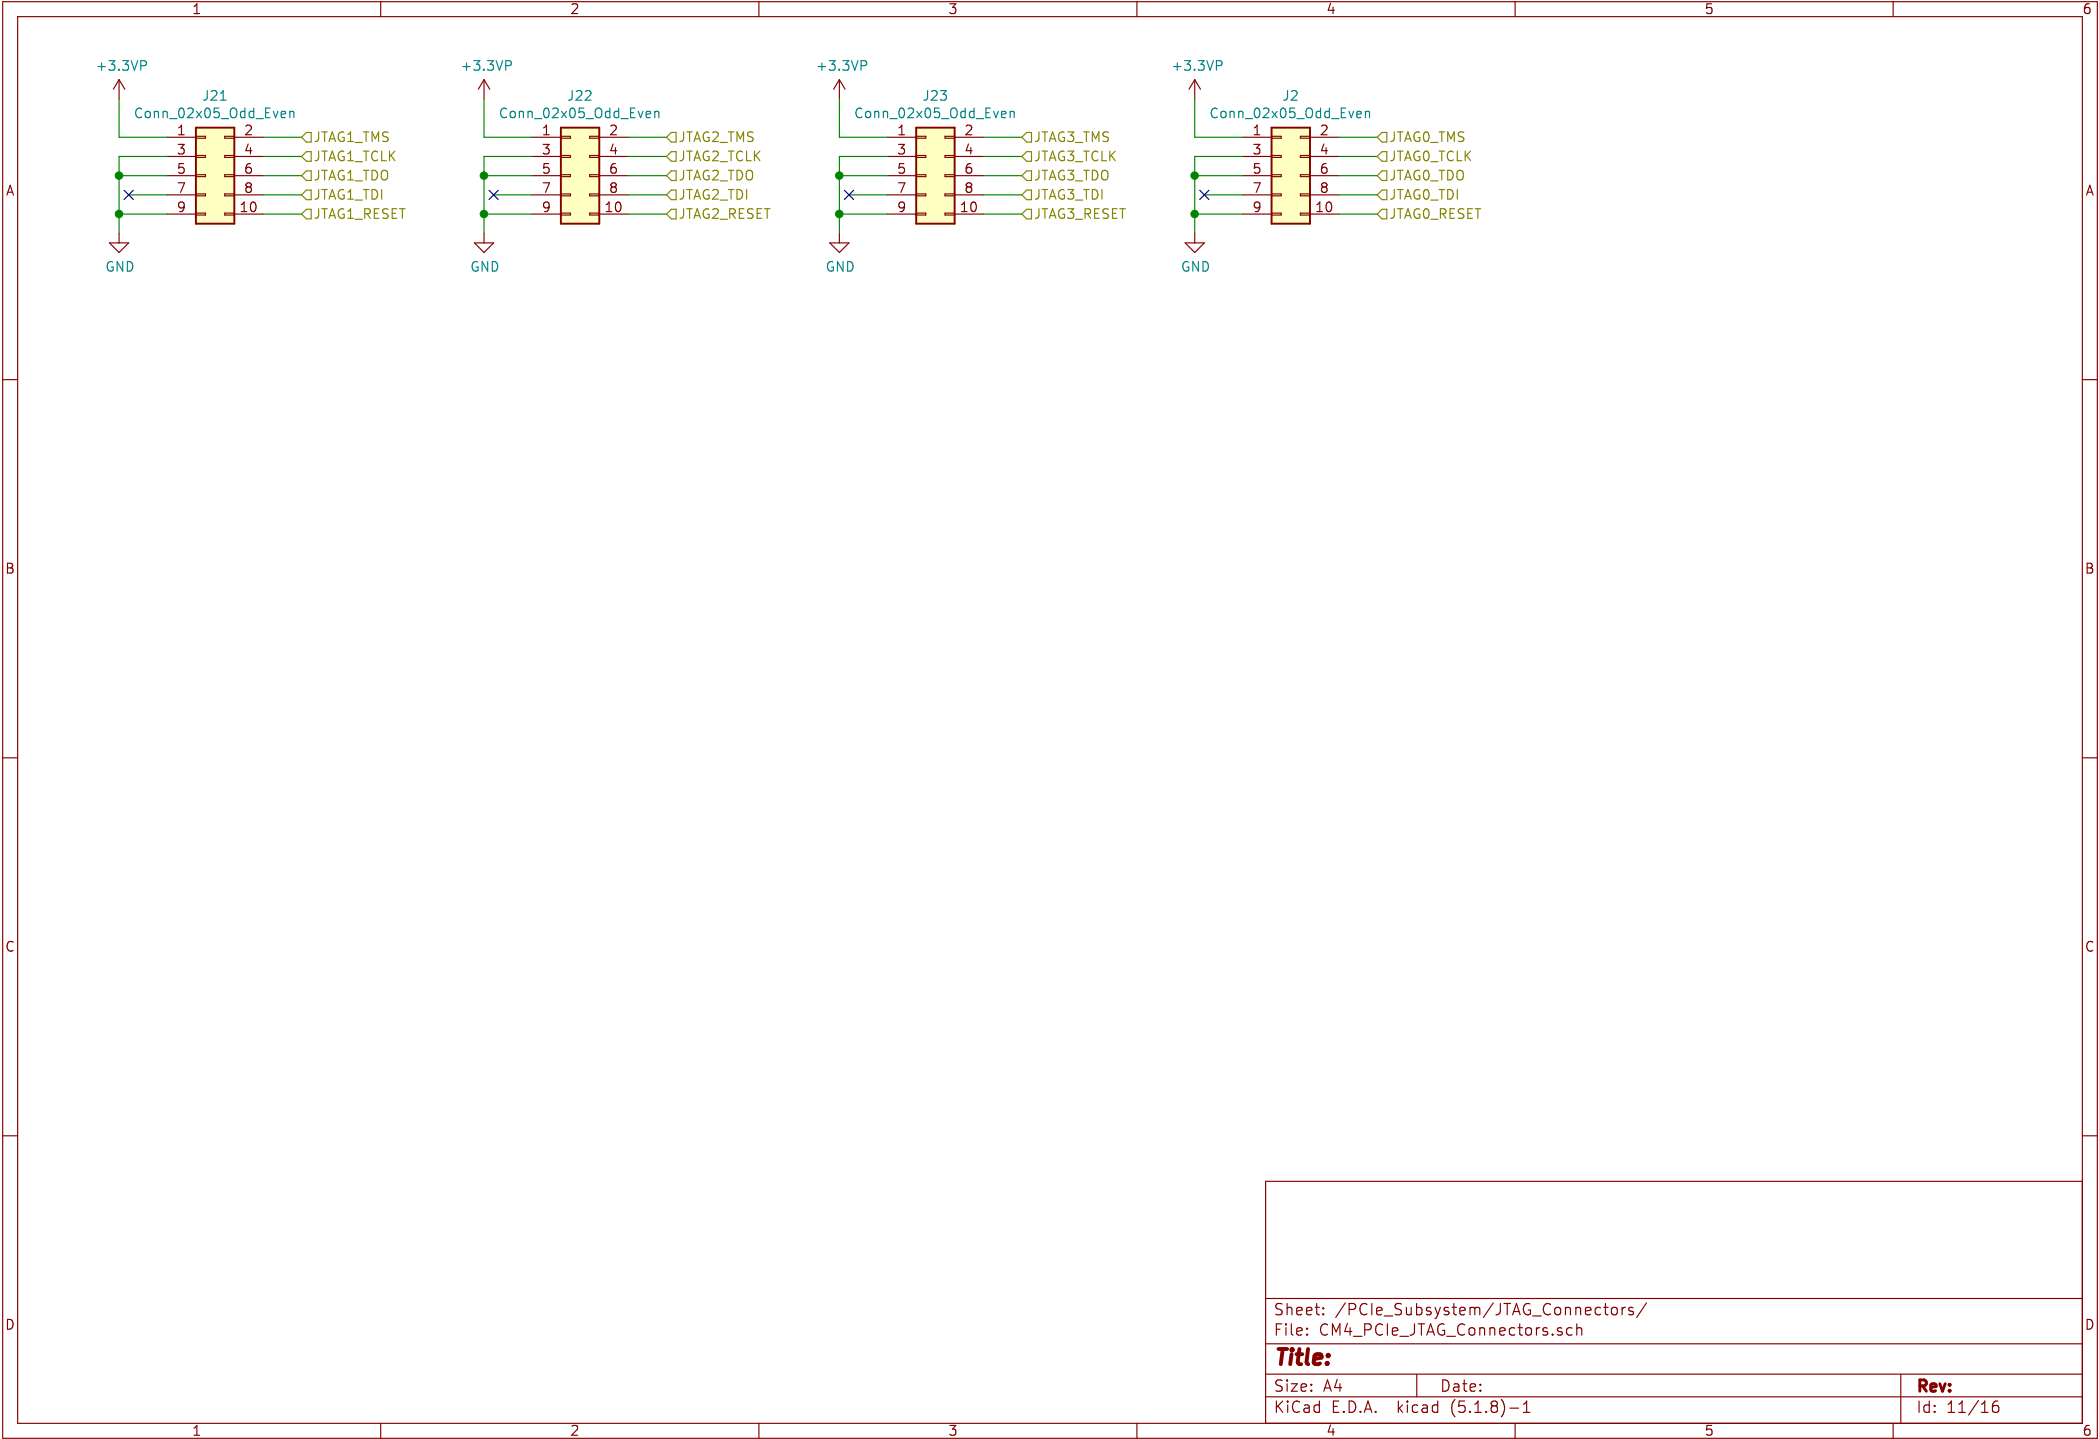 1 2 3 4 5 6
+3.3VP +3.3VP +3.3VP +3.3VP
J21 J22 J23 J2
Conn_02x05_Odd_Even Conn_02x05_Odd_Even Conn_02x05_Odd_Even Conn_02x05_Odd_Even
1 2 JTAG1_TMS 1 2 JTAG2_TMS 1 2 JTAG3_TMS 1 2 JTAG0_TMS
3 4 JTAG1_TCLK 3 4 JTAG2_TCLK 3 4 JTAG3_TCLK 3 4 JTAG0_TCLK
5 6 JTAG1_TDO 5 6 JTAG2_TDO 5 6 JTAG3_TDO 5 6 JTAG0_TDO
A 7 8 JTAG1_TDI 7 8 JTAG2_TDI 7 8 JTAG3_TDI 7 8 JTAG0_TDI A
9 10 JTAG1_RESET 9 10 JTAG2_RESET 9 10 JTAG3_RESET 9 10 JTAG0_RESET
GND GND GND GND
B B
C C
Sheet: /PCIe_Subsystem/JTAG_Connectors/
D D
File: CM4_PCIe_JTAG_Connectors.sch
Title:
Size: A4 Date: Rev:
KiCad E.D.A. kicad (5.1.8)-1 Id: 11/16
1 2 3 4 5 6